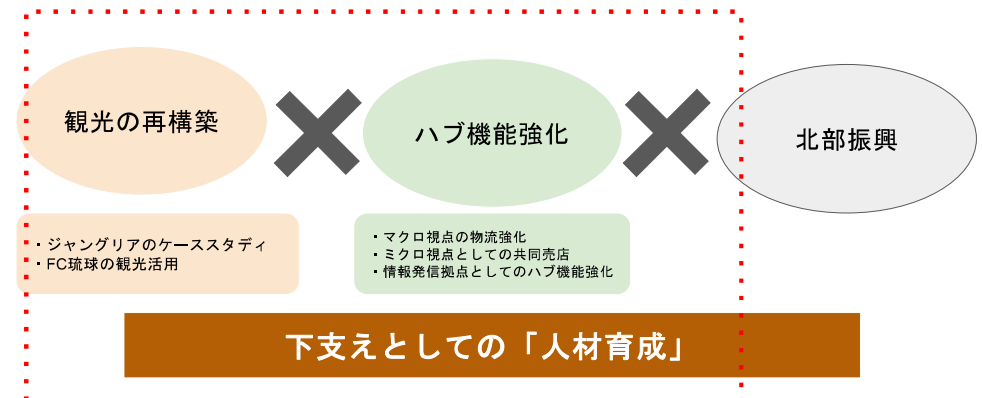 観光の再構築
ハブ機能強化
北部振興
・ジャングリアのケーススタディ
・FC琉球の観光活用
・マクロ視点の物流強化
・ミクロ視点としての共同売店
・情報発信拠点としてのハブ機能強化
下支えとしての「人材育成」